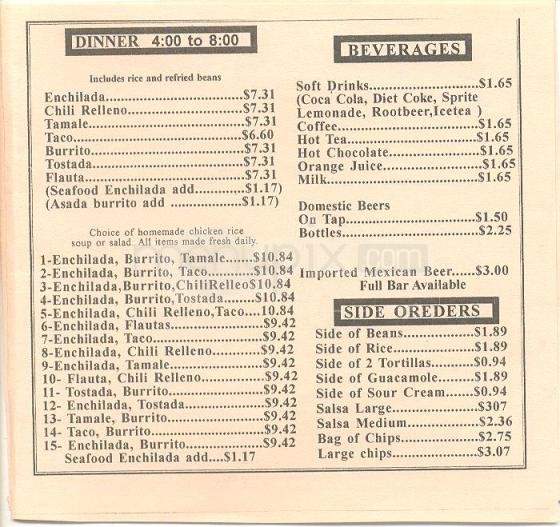 DINNER 4:00 to 8:00
Includes rice and refried beans
Enchilada..............................$7.31
Chili Relleno.........................$7.31
Tamale..................................$7.31
Taco......................................$6.60
Burrito..................................$7.31
Tostada.................................$7.31
Flauta....................................$7.31
(Seafood Enchilada add..........$1.17)
(Asada burrito add ................$1.17)
Choice of homemade chicken rice
soup or salad. All items made fresh daily.
1-Enchilada, Burrito, Tamale.......$10.84
2-Enchilada, Burrito, Taco..........$10.84
3-Enchilada,Burrito,ChiliRelleo$10.84
4-Enchilada, Burrito,Tostada.......$10.84
5-Enchilada, Chili Relleno,Taco....10.84
6-Enchilada, Flautas..................$9.42
7-Enchilada, Taco......................$9.42
8-Enchilada, Chili Relleno..........$9.42
9-Enchilada, Tamale..................$9.42
10- Flauta, Chili Relleno............$9.42
11- Tostada, Burrito..................$9.42
12- Enchilada, Tostada..............$9.42
13- Tamale, Burrito...................$9.42
14- Taco, Burrito......................$9.42
15- Enchilada, Burrito..............$9.42
Seafood Enchilada add....$1.17
BEVERAGES
Soft Drinks.......................$1.65
(Coca Cola, Diet Coke, Sprite
Lemonade, Rootbeer,Icetea )
Coffee..............................$1.65
Hot Tea............................$1.65
Hot Chocolate..................$1.65
Orange Juice....................$1.65
Milk.................................$1.65
Domestic Beers
On Tap............................$1.50
Bottles.............................$2.25
Imported Mexican Beer......$3.00
Full Bar Available
SIDE OREDERS
Side of Beans.................$1.89
Side of Rice...................$1.89
Side of 2 Tortillas..........$0.94
Side of Guacamole........$1.89
Side of Sour Cream.......$0.94
Salsa Large....................$307
Salsa Medium................$2.36
Bag of Chips..................$2.75
Large chips....................$3.07